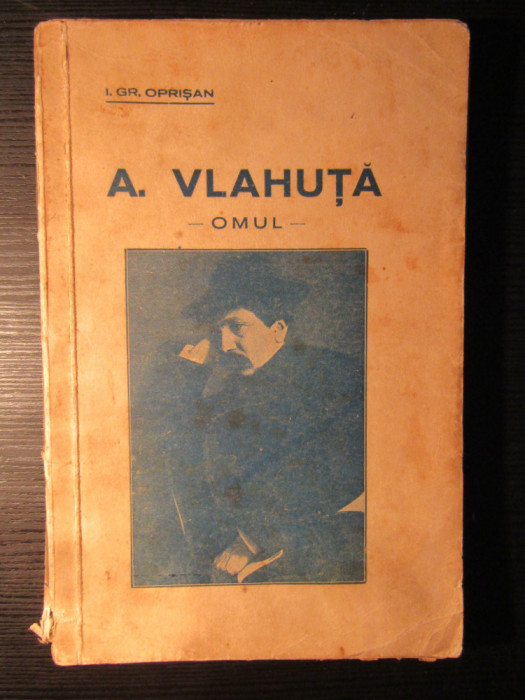 I. GR. OPRIȘAN
A. VLAHUȚĂ
— OMUL —